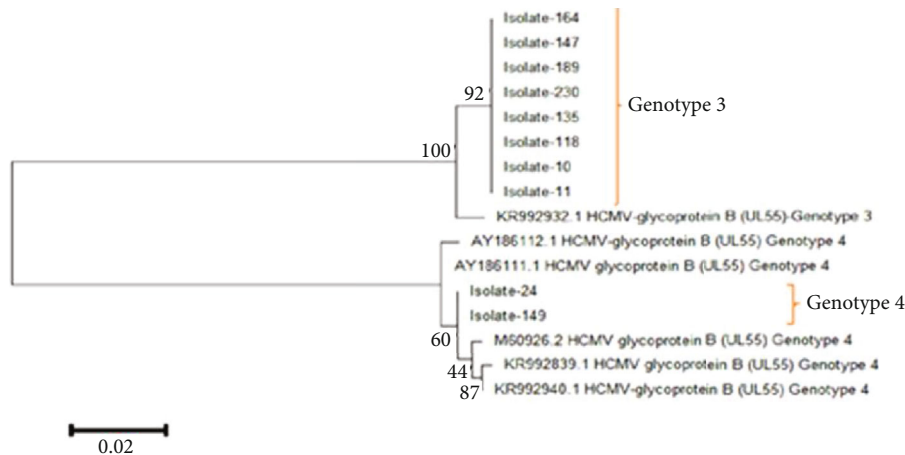 Isolate-164
Isolate-147
Isolate-189
92
Isolate-230
Genotype 3
Isolate-135
Isolate-118
100
Isolate-10
Isolate-11
KR992932.1 HCMV-glycoprotein B (UL55)-Genotype 3
AY186112.1 HCMV-glycoprotein B (UL55) Genotype 4
AY186111.1 HCMV glycoprotein B (UL55) Genotype 4
Isolate-24
Genotype 4
Isolate-149
60
M60926.2 HCMV glycoprotein B (UL55) Genotype 4
44
KR992839.1 HCMV glycoprotein B (UL55) Genotype 4
87
KR992940.1 HCMV-glycoprotein B (UL55) Genotype 4
0.02